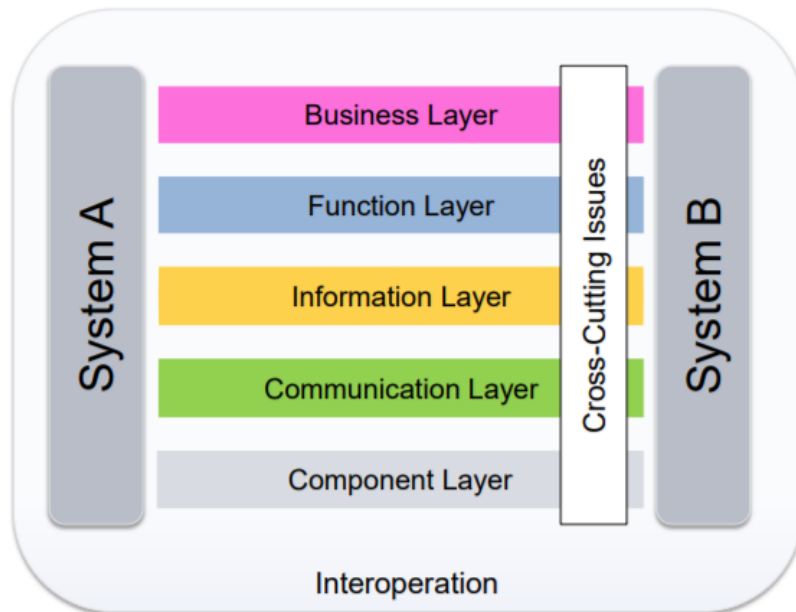 System A
Business Layer
Function Layer
Information Layer
Communication Layer
Component Layer
Cross-Cutting Issues
System B
Interoperation